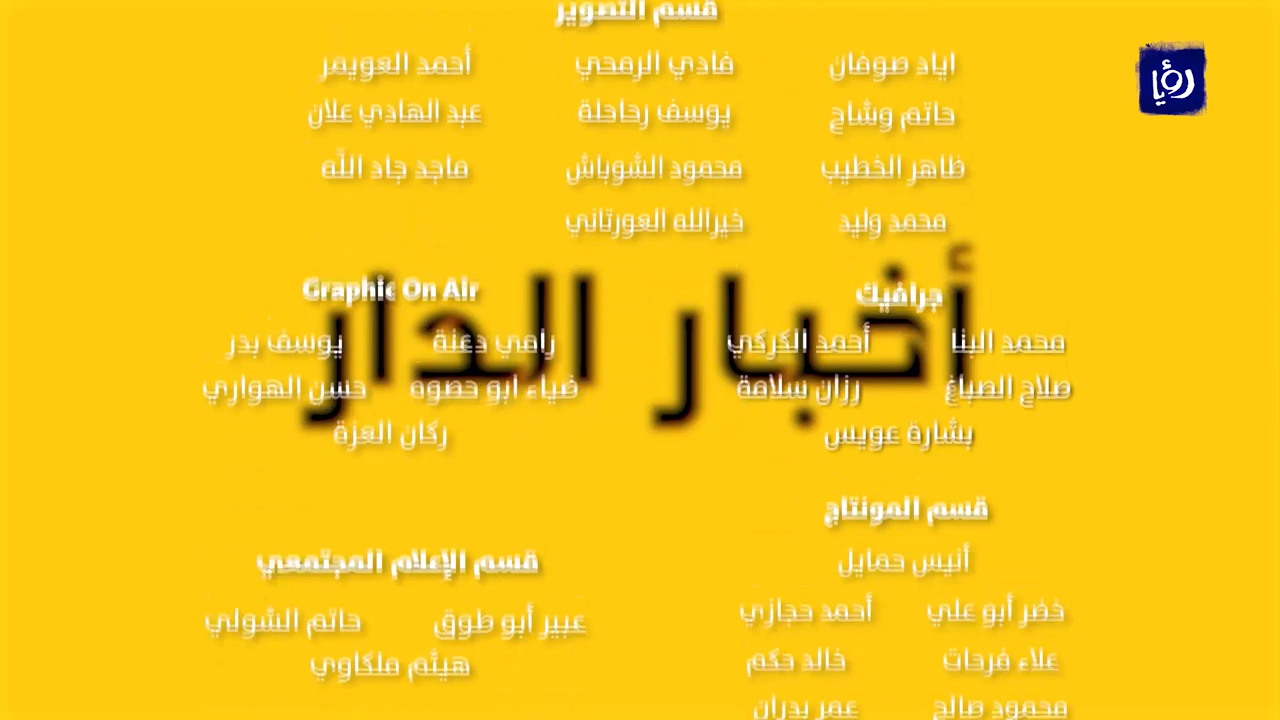 قسم التصوير
اياد صوفان فادي الرمحي أحمد العويمر
حاتم وشاح يوسف رحاحلة عبد الهادي علان
ظاهر الخطيب محمود الشوباش ماجد جاد الله
محمد وليد خيرالله العورتاني
أخبار الدار
جرافيك
محمد البنا أحمد الكركي
صلاح الصباغ رزان سلامة
بشارة عويس
Graphic On Air
رامي دعنة يوسف بدر
ضياء ابو حصوه حسن الهواري
ركان العزة
قسم المونتاج
أنيس حمايل
خضر أبو علي أحمد حجازي
علاء فرحات خالد حكم
محمود صالح عمر بدران
قسم الإعلام المجتمعي
عبير أبو طوق حاتم الشولي
هيثم ملكاوي
رؤيا